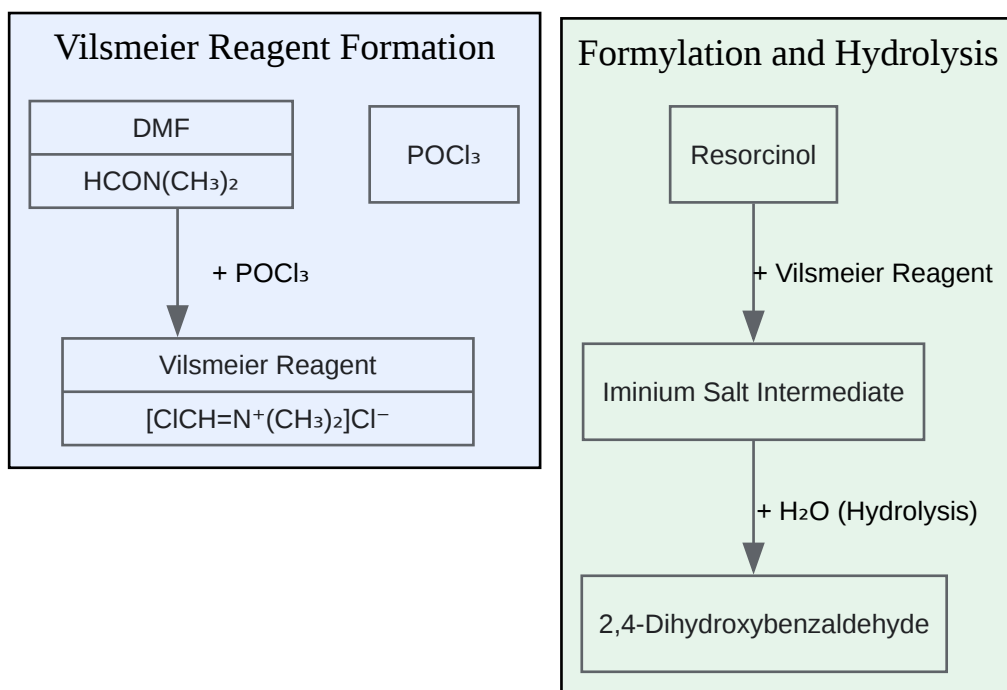 Vilsmeier Reagent Formation
DMF
HCON(CH₃)₂
POCl₃
+ POCl₃
Vilsmeier Reagent
[ClCH=N⁺(CH₃)₂]Cl⁻
Formylation and Hydrolysis
Resorcinol
+ Vilsmeier Reagent
Iminium Salt Intermediate
+ H₂O (Hydrolysis)
2,4-Dihydroxybenzaldehyde